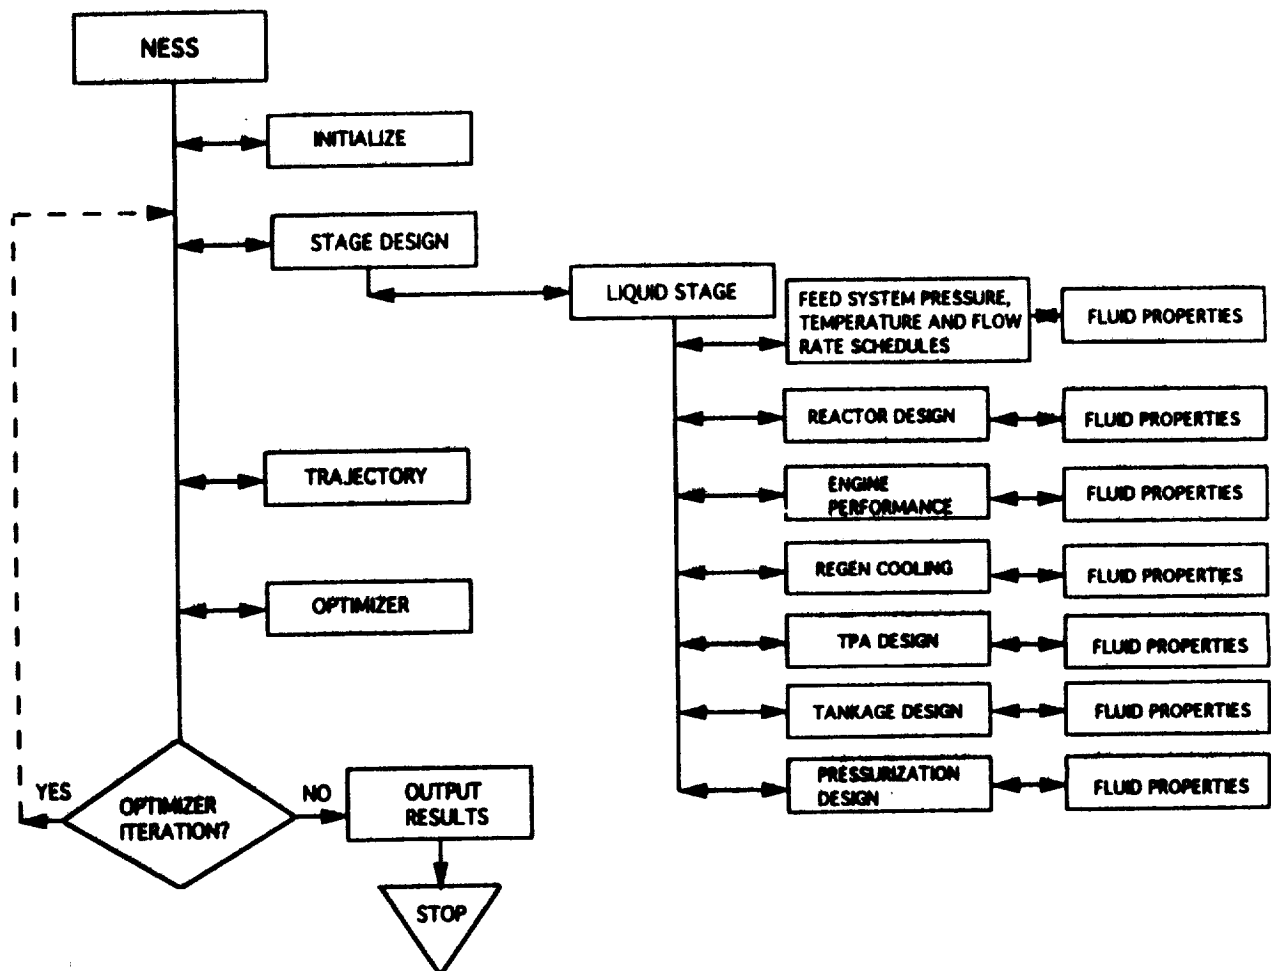 NESS
INITIALIZE
STAGE DESIGN
LIQUID STAGE
FEED SYSTEM PRESSURE,
TEMPERATURE AND FLOW
RATE SCHEDULES
FLUID PROPERTIES
REACTOR DESIGN
FLUID PROPERTIES
TRAJECTORY
ENGINE
PERFORMANCE
FLUID PROPERTIES
REGEN COOLING
FLUID PROPERTIES
OPTIMIZER
TPA DESIGN
FLUID PROPERTIES
TANKAGE DESIGN
FLUID PROPERTIES
PRESSURIZATION
DESIGN
FLUID PROPERTIES
YES
OPTIMIZER
ITERATION?
NO
OUTPUT
RESULTS
STOP